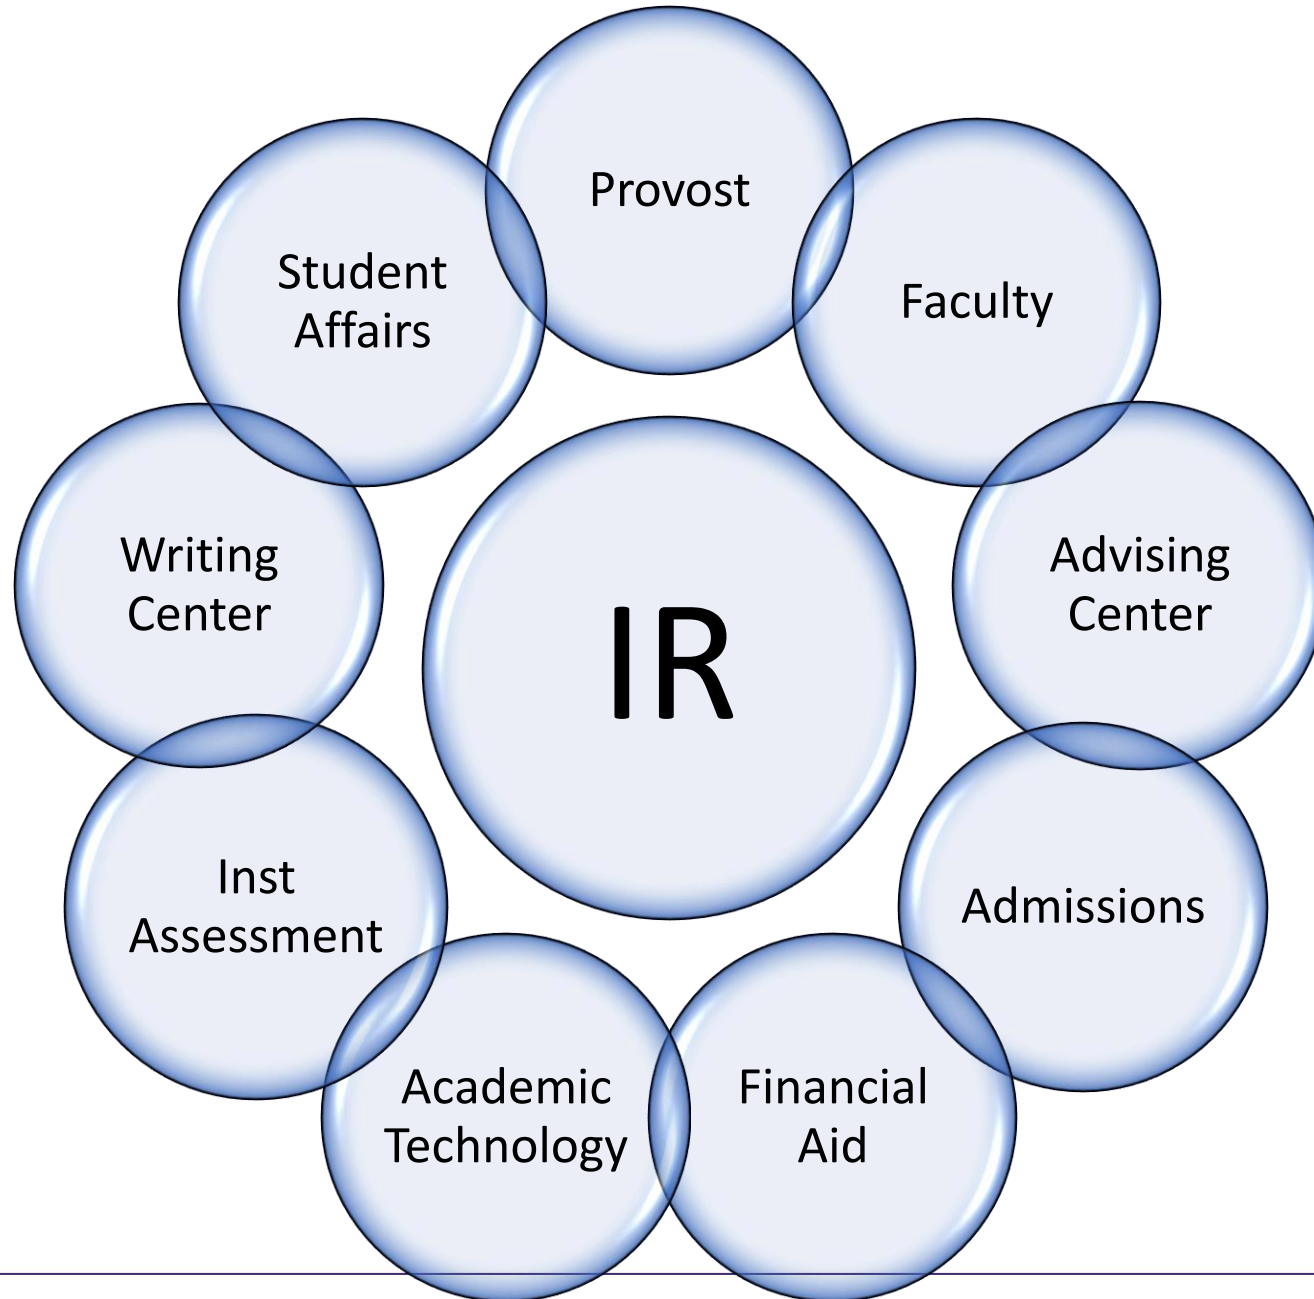 Provost
Student
Affairs
Faculty
Writing
Center
Advising
Center
IR
Inst
Assessment
Admissions
Academic
Technology
Financial
Aid